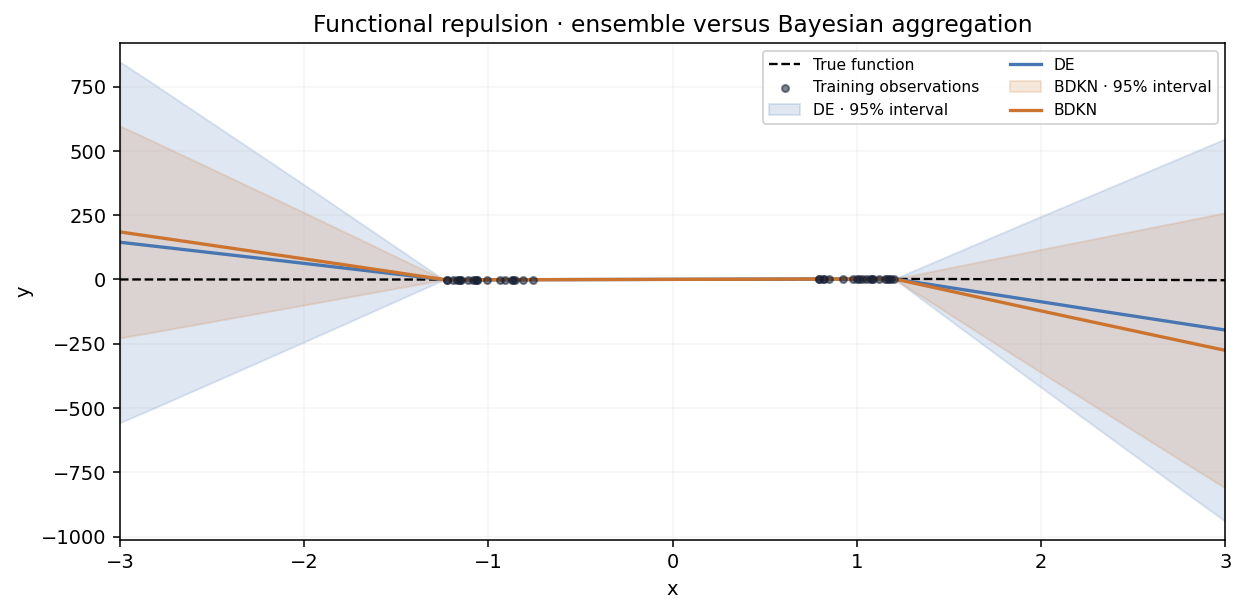 Functional repulsion · ensemble versus Bayesian aggregation
True function
Training observations
DE · 95% interval
DE
BDKN · 95% interval
BDKN
750
500
250
0
−250
−500
−750
−1000
y
−3
−2
−1
0
1
2
3
x